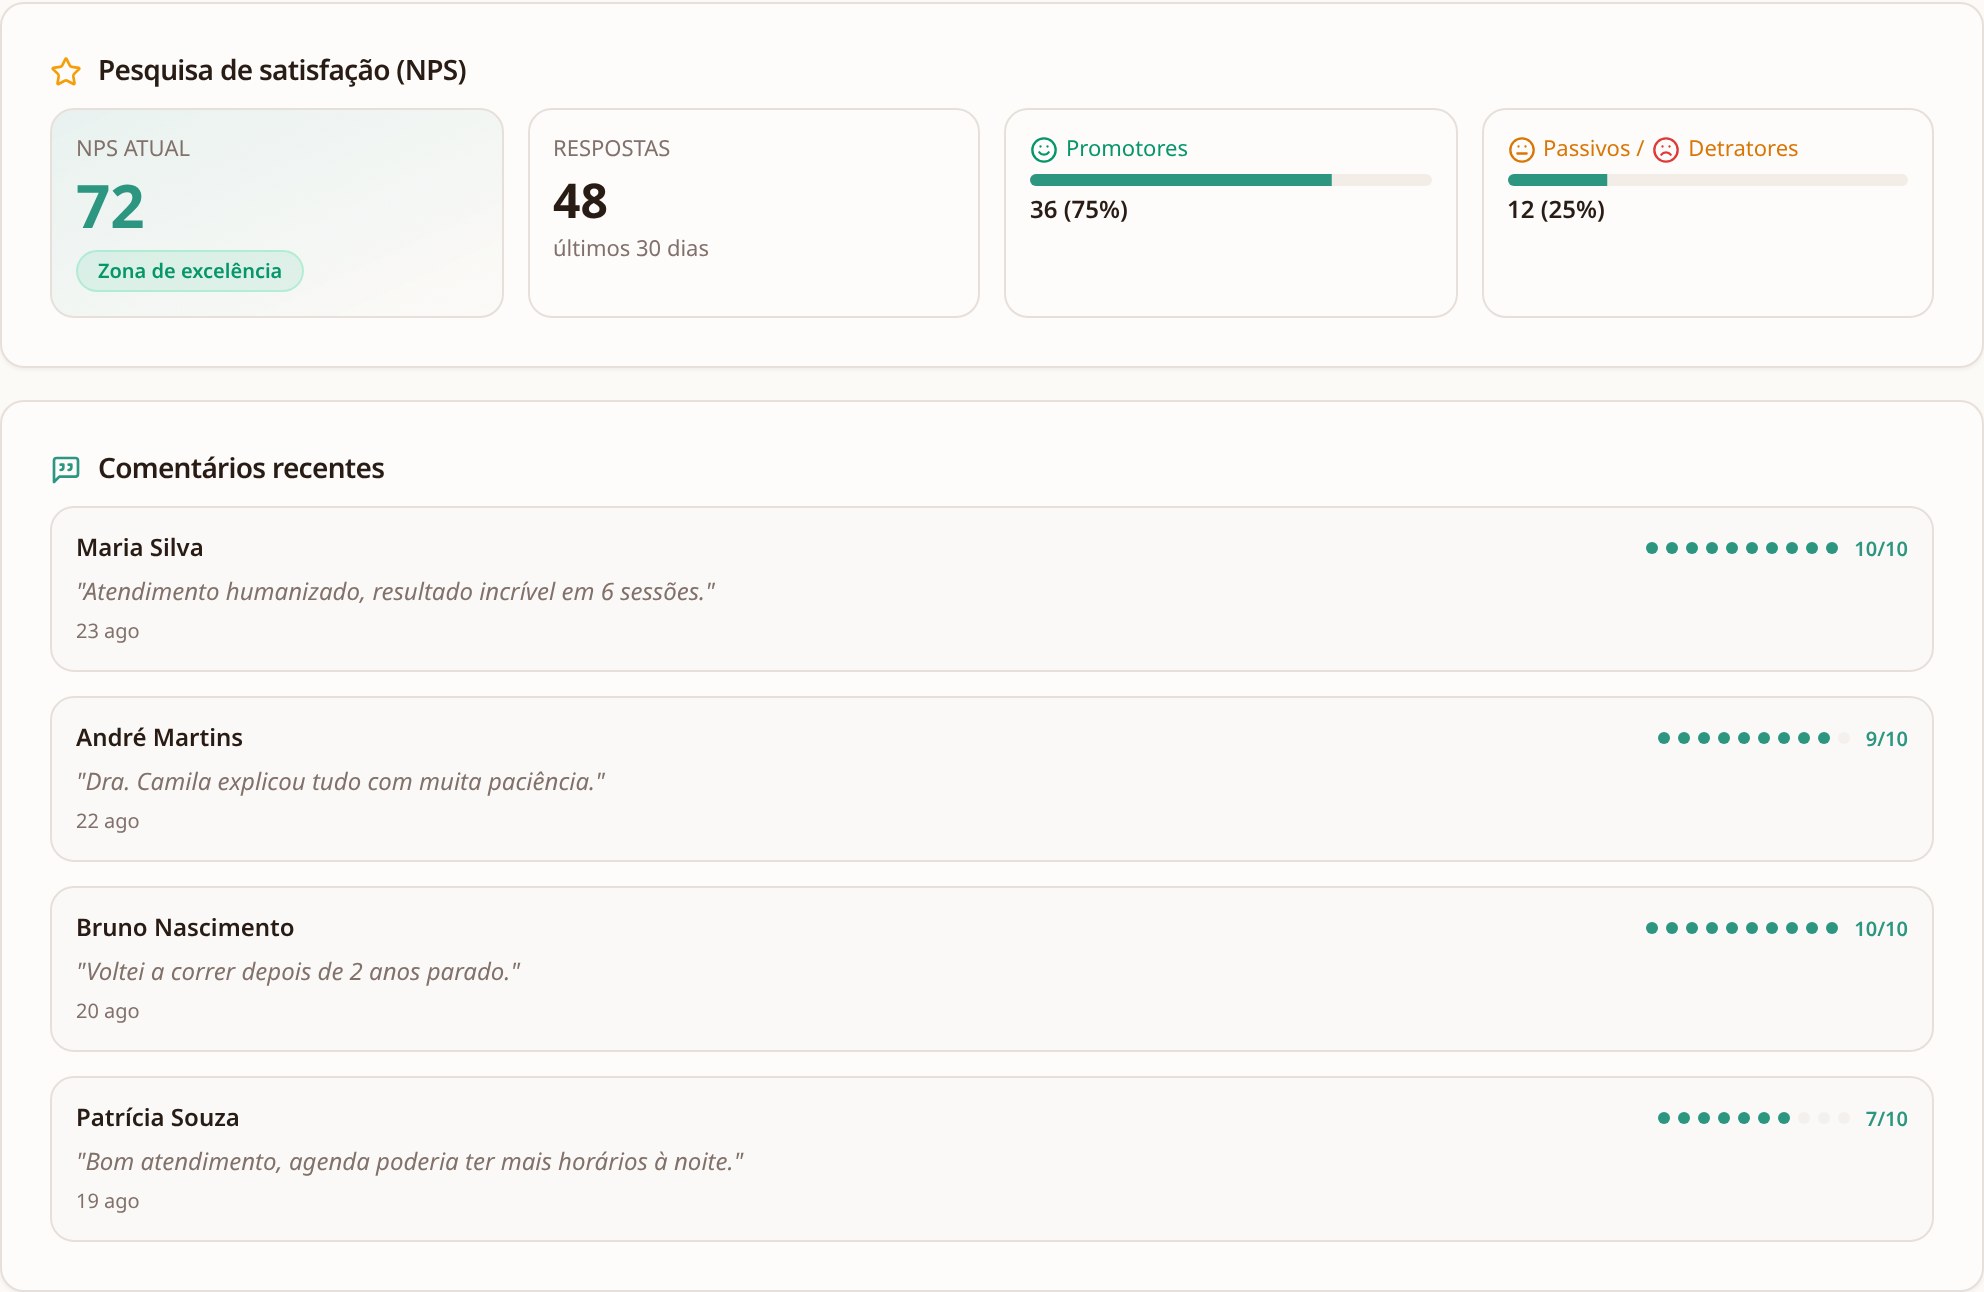 Pesquisa de satisfação (NPS)
NPS ATUAL
72
Zona de excelência
RESPOSTAS
48
últimos 30 dias
Promotores
36 (75%)
Passivos / Detratores
12 (25%)
Comentários recentes
Maria Silva
10/10
"Atendimento humanizado, resultado incrível em 6 sessões."
23 ago
André Martins
9/10
"Dra. Camila explicou tudo com muita paciência."
22 ago
Bruno Nascimento
10/10
"Voltei a correr depois de 2 anos parado."
20 ago
Patrícia Souza
7/10
"Bom atendimento, agenda poderia ter mais horários à noite."
19 ago